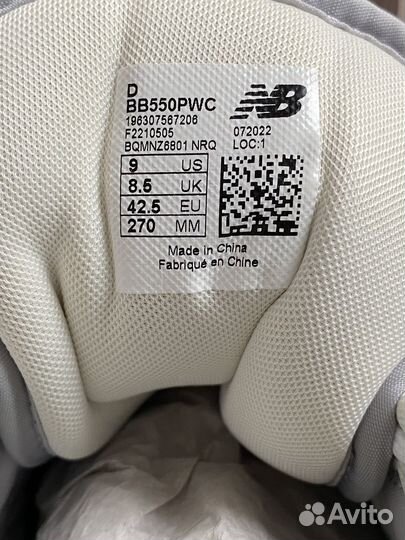 D
BB550PWC
196307567206
F2210505
BQMNZ6801 NRQ
072022
LOC:1
NB
9 US
8.5 UK
42.5 EU
270 MM
Made in China
Fabriqué en Chine
Avito